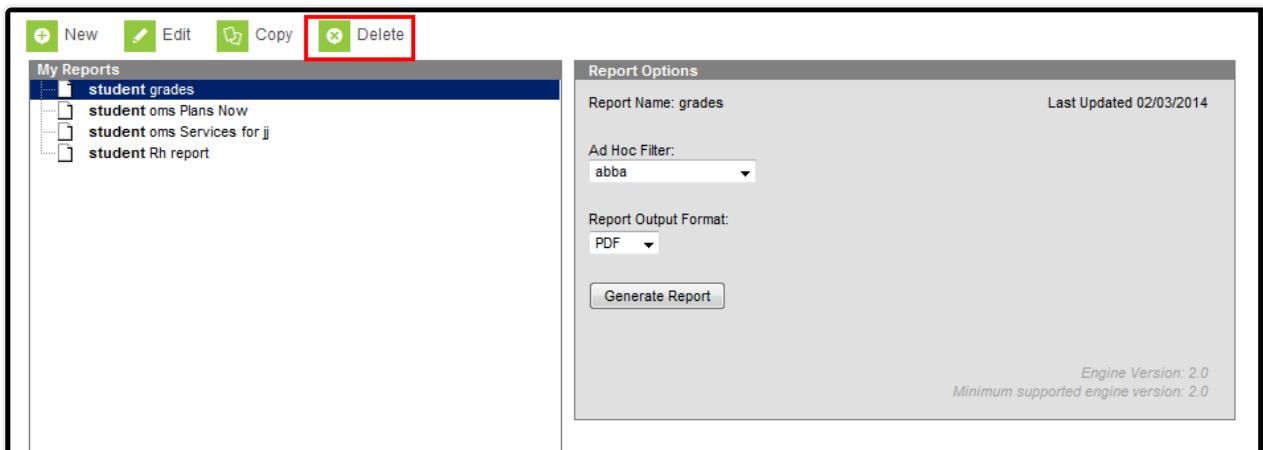 New Edit Copy Delete
My Reports
student grades
student oms Plans Now
student oms Services for jj
student Rh report
Report Options
Report Name: grades Last Updated 02/03/2014
Ad Hoc Filter:
abba
Report Output Format:
PDF
Generate Report
Engine Version: 2.0
Minimum supported engine version: 2.0